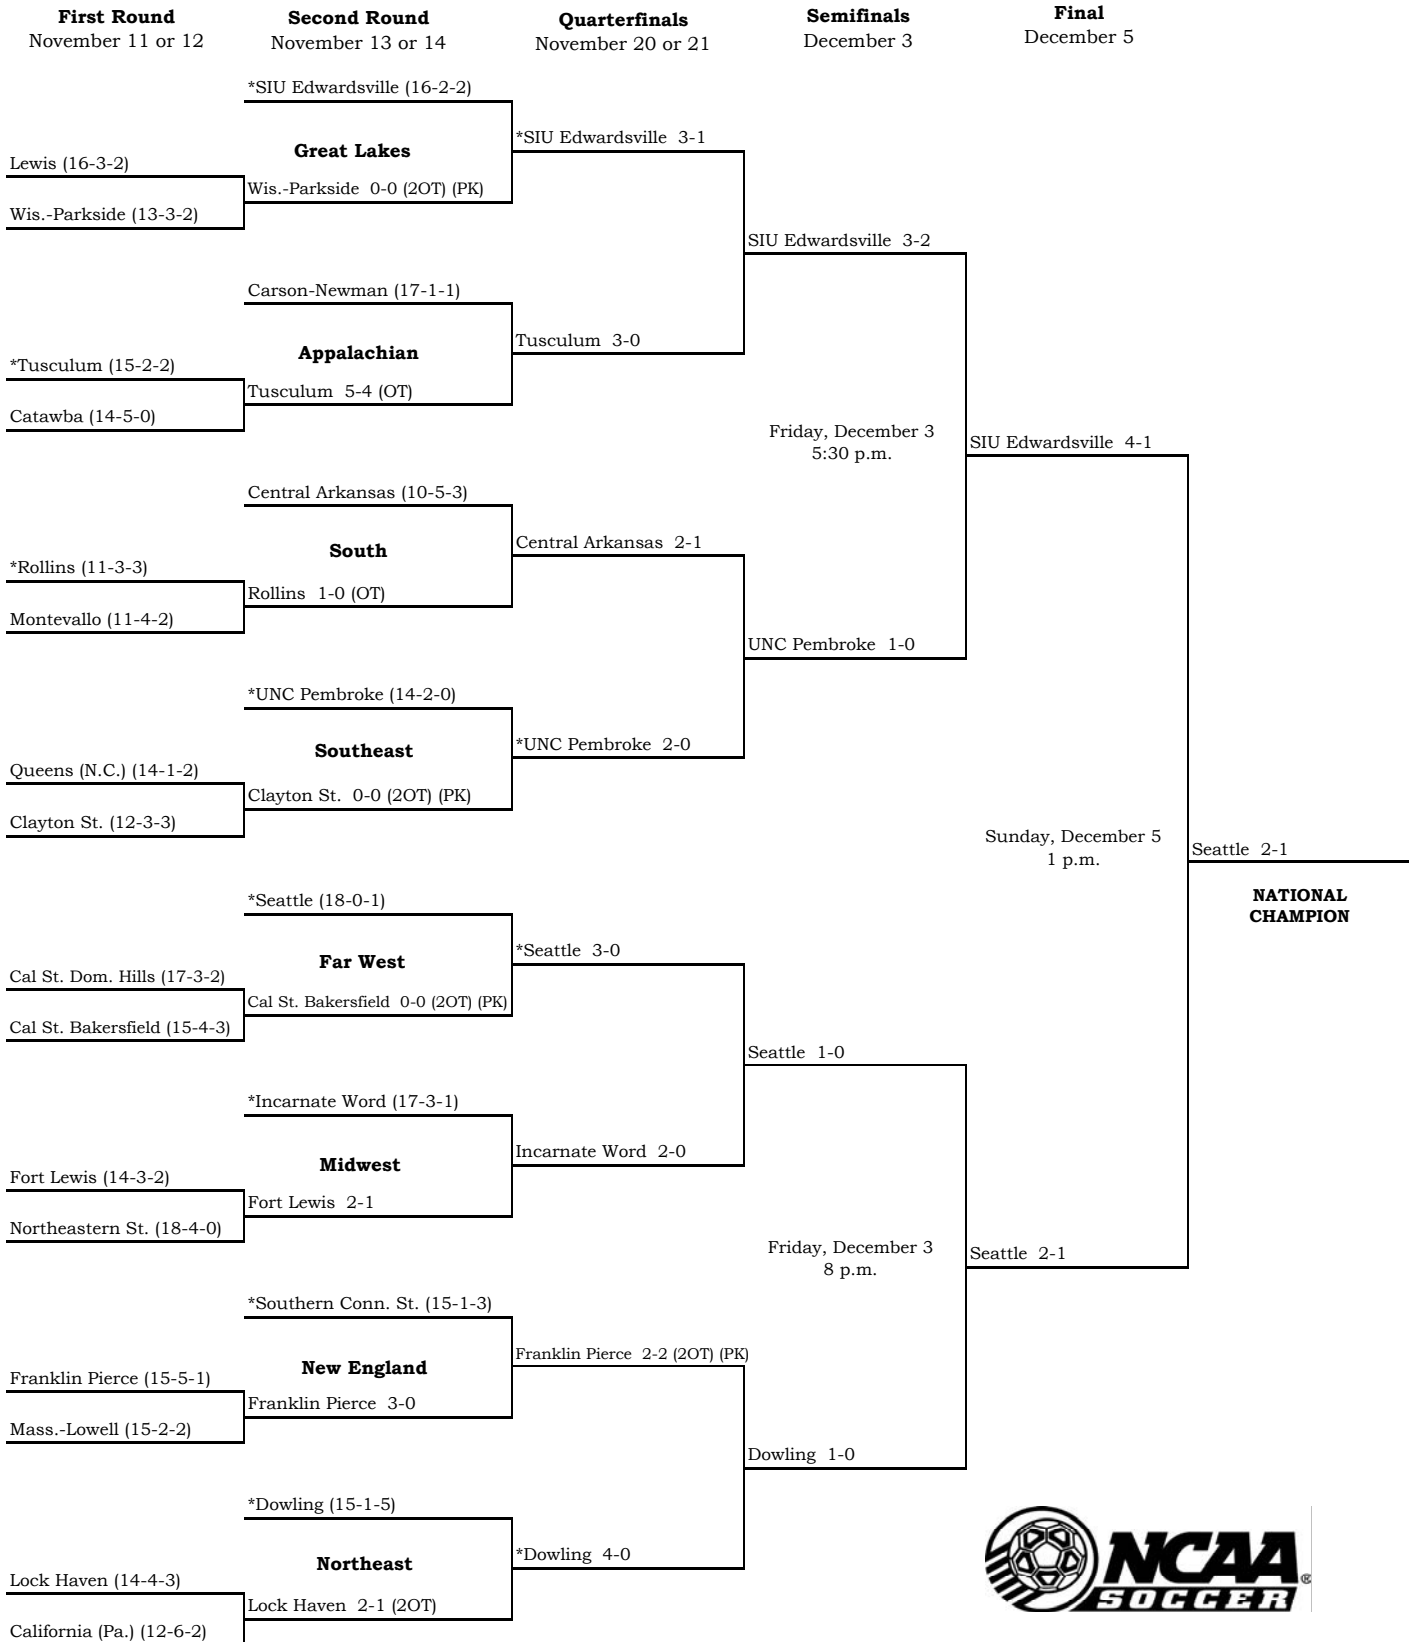 First Round
November 11 or 12
Second Round
November 13 or 14
Quarterfinals
November 20 or 21
Semifinals
December 3
Final
December 5
*SIU Edwardsville (16-2-2)
*SIU Edwardsville 3-1
Great Lakes
Lewis (16-3-2)
Wis.-Parkside 0-0 (2OT) (PK)
Wis.-Parkside (13-3-2)
SIU Edwardsville 3-2
Carson-Newman (17-1-1)
Tusculum 3-0
Appalachian
*Tusculum (15-2-2)
Tusculum 5-4 (OT)
Catawba (14-5-0)
Friday, December 3
5:30 p.m.
SIU Edwardsville 4-1
Central Arkansas (10-5-3)
Central Arkansas 2-1
South
*Rollins (11-3-3)
Rollins 1-0 (OT)
Montevallo (11-4-2)
UNC Pembroke 1-0
*UNC Pembroke (14-2-0)
*UNC Pembroke 2-0
Southeast
Queens (N.C.) (14-1-2)
Clayton St. 0-0 (2OT) (PK)
Clayton St. (12-3-3)
Sunday, December 5
1 p.m.
Seattle 2-1
NATIONAL
CHAMPION
*Seattle (18-0-1)
*Seattle 3-0
Far West
Cal St. Dom. Hills (17-3-2)
Cal St. Bakersfield 0-0 (2OT) (PK)
Cal St. Bakersfield (15-4-3)
Seattle 1-0
*Incarnate Word (17-3-1)
Incarnate Word 2-0
Midwest
Fort Lewis (14-3-2)
Fort Lewis 2-1
Northeastern St. (18-4-0)
Friday, December 3
8 p.m.
Seattle 2-1
*Southern Conn. St. (15-1-3)
Franklin Pierce 2-2 (2OT) (PK)
New England
Franklin Pierce (15-5-1)
Franklin Pierce 3-0
Mass.-Lowell (15-2-2)
Dowling 1-0
*Dowling (15-1-5)
*Dowling 4-0
Northeast
Lock Haven (14-4-3)
Lock Haven 2-1 (2OT)
California (Pa.) (12-6-2)
NCAA®
SOCCER